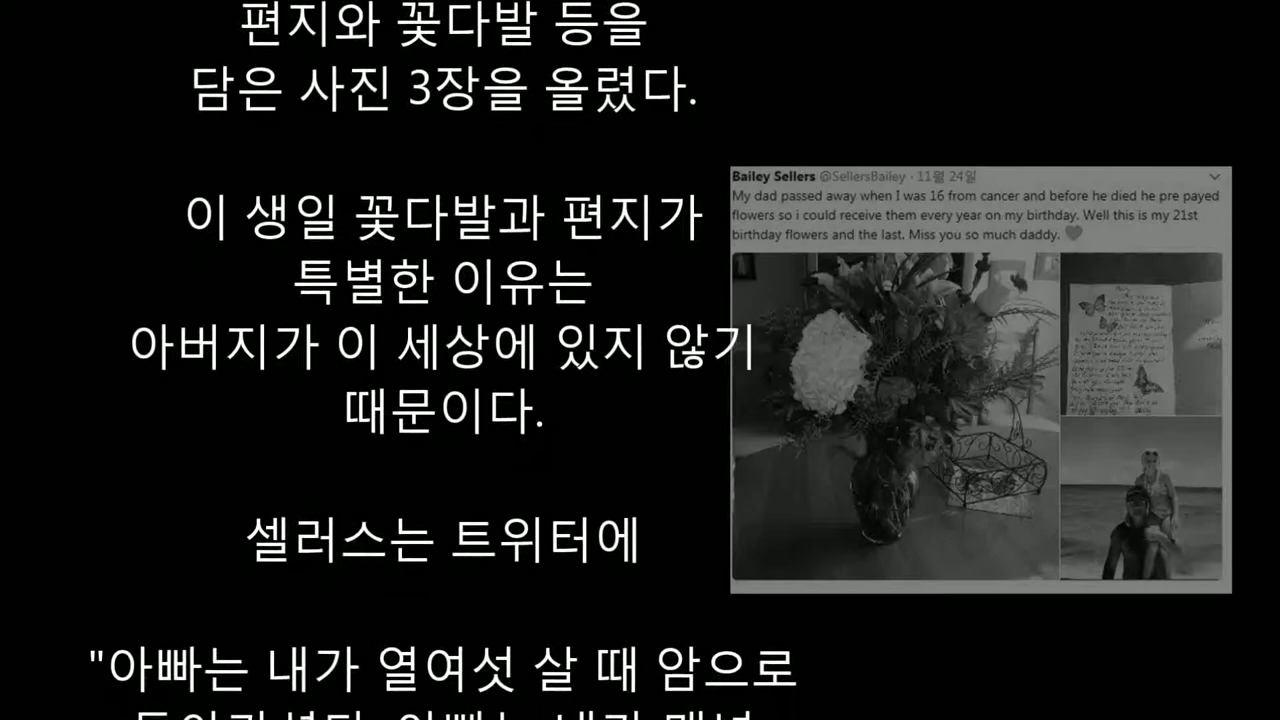 편지와 꽃다발 등을
담은 사진 3장을 올렸다.
이 생일 꽃다발과 편지가
특별한 이유는
아버지가 이 세상에 있지 않기
때문이다.
셀러스는 트위터에
"아빠는 내가 열여섯 살 때 암으로
Bailey Sellers @SellersBailey · 11월 24일
My dad passed away when I was 16 from cancer and before he died he pre payed
flowers so i could receive them every year on my birthday. Well this is my 21st
birthday flowers and the last. Miss you so much daddy.